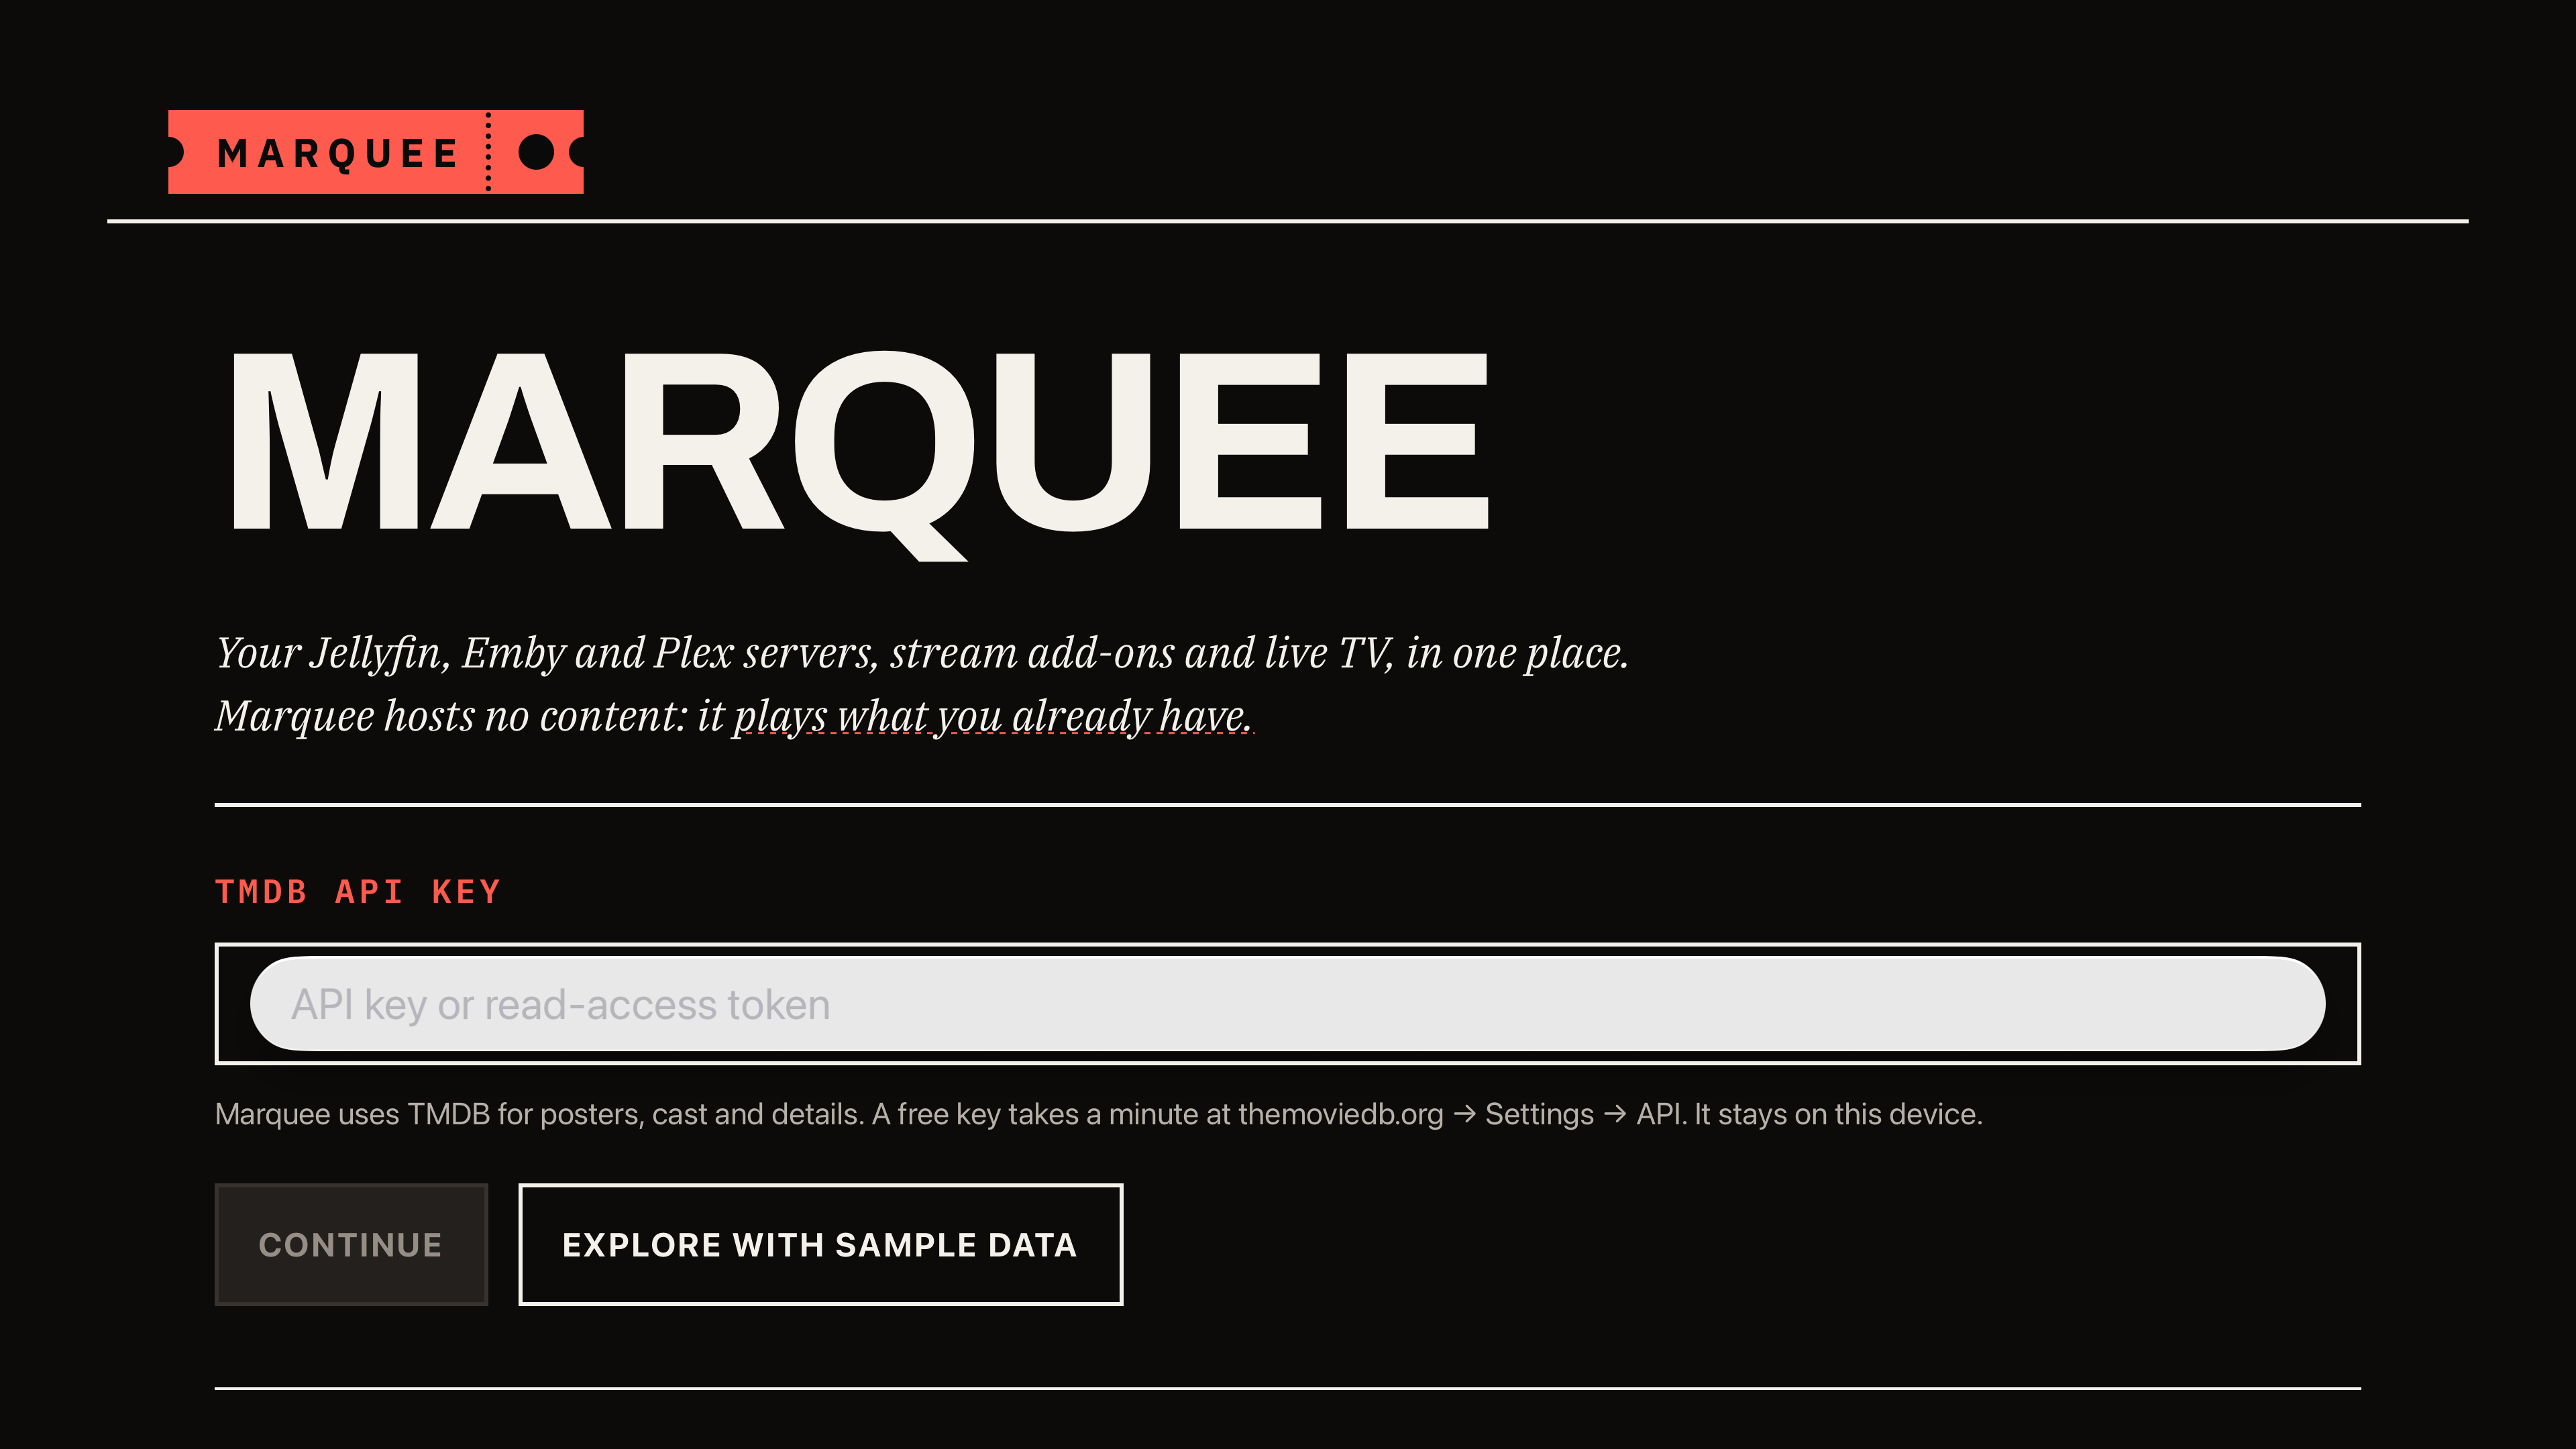 MARQUEE
MARQUEE
Your Jellyfin, Emby and Plex servers, stream add-ons and live TV, in one place.
Marquee hosts no content: it plays what you already have.
TMDB API KEY
API key or read-access token
Marquee uses TMDB for posters, cast and details. A free key takes a minute at themoviedb.org → Settings → API. It stays on this device.
CONTINUE
EXPLORE WITH SAMPLE DATA